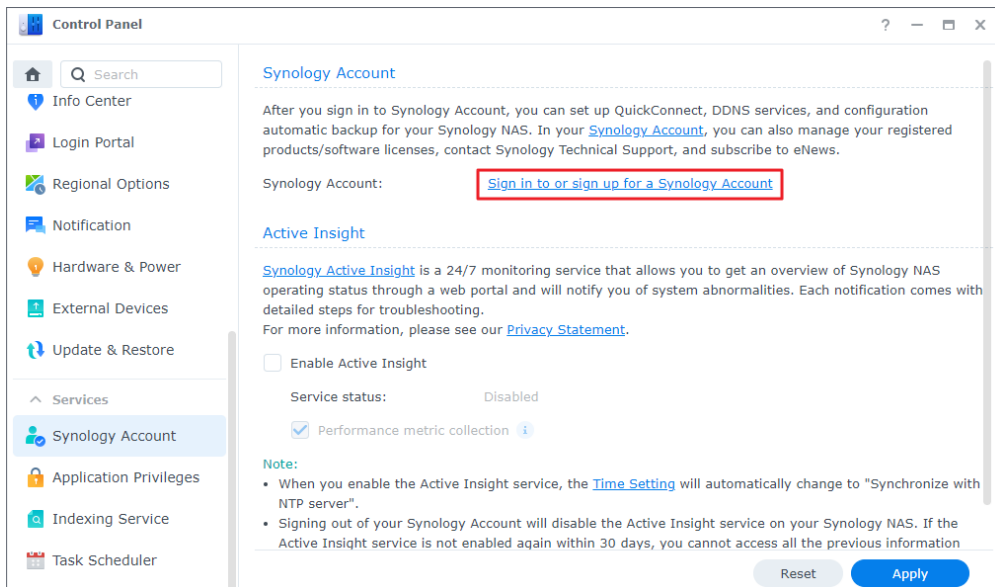 Control Panel
?
Search
Info Center
Login Portal
Regional Options
Notification
Hardware & Power
External Devices
Update & Restore
Services
Synology Account
Application Privileges
Indexing Service
Task Scheduler
Synology Account
After you sign in to Synology Account, you can set up QuickConnect, DDNS services, and configuration
automatic backup for your Synology NAS. In your Synology Account, you can also manage your registered
products/software licenses, contact Synology Technical Support, and subscribe to eNews.
Synology Account: Sign in to or sign up for a Synology Account
Active Insight
Synology Active Insight is a 24/7 monitoring service that allows you to get an overview of Synology NAS
operating status through a web portal and will notify you of system abnormalities. Each notification comes with
detailed steps for troubleshooting.
For more information, please see our Privacy Statement.
Enable Active Insight
Service status: Disabled
Performance metric collection i
Note:
• When you enable the Active Insight service, the Time Setting will automatically change to "Synchronize with
NTP server".
• Signing out of your Synology Account will disable the Active Insight service on your Synology NAS. If the
Active Insight service is not enabled again within 30 days, you cannot access all the previous information
Reset Apply